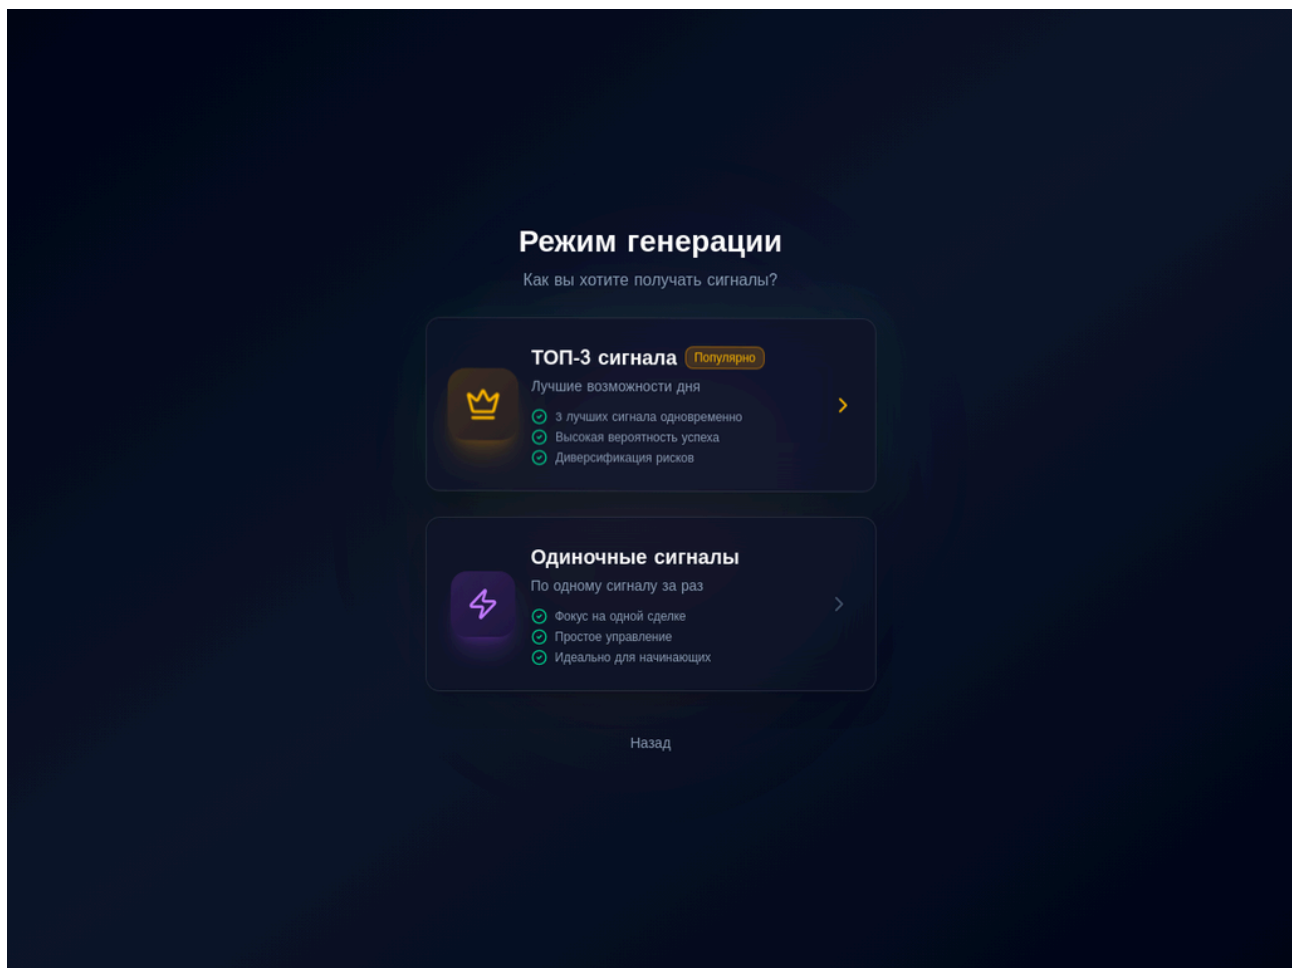 Режим генерации
Как вы хотите получать сигналы?
ТОП-3 сигнала Популярно
Лучшие возможности дня
3 лучших сигнала одновременно
Высокая вероятность успеха
Диверсификация рисков
Одиночные сигналы
По одному сигналу за раз
Фокус на одной сделке
Простое управление
Идеально для начинающих
Назад